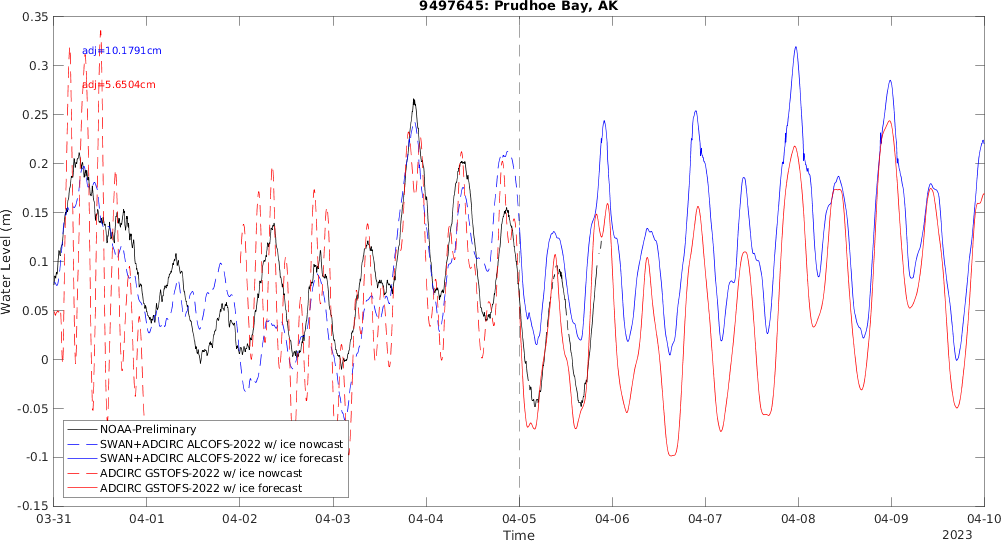 9497645: Prudhoe Bay, AK
0.35
0.3
0.25
0.2
0.15
0.1
0.05
0
-0.05
-0.1
-0.15
Water Level (m)
adj=10.1791cm
adj=5.6504cm
NOAA-Preliminary
SWAN+ADCIRC ALCOFS-2022 w/ ice nowcast
SWAN+ADCIRC ALCOFS-2022 w/ ice forecast
ADCIRC GSTOFS-2022 w/ ice nowcast
ADCIRC GSTOFS-2022 w/ ice forecast
03-31 04-01 04-02 04-03 04-04 04-05 04-06 04-07 04-08 04-09 04-10
Time
2023